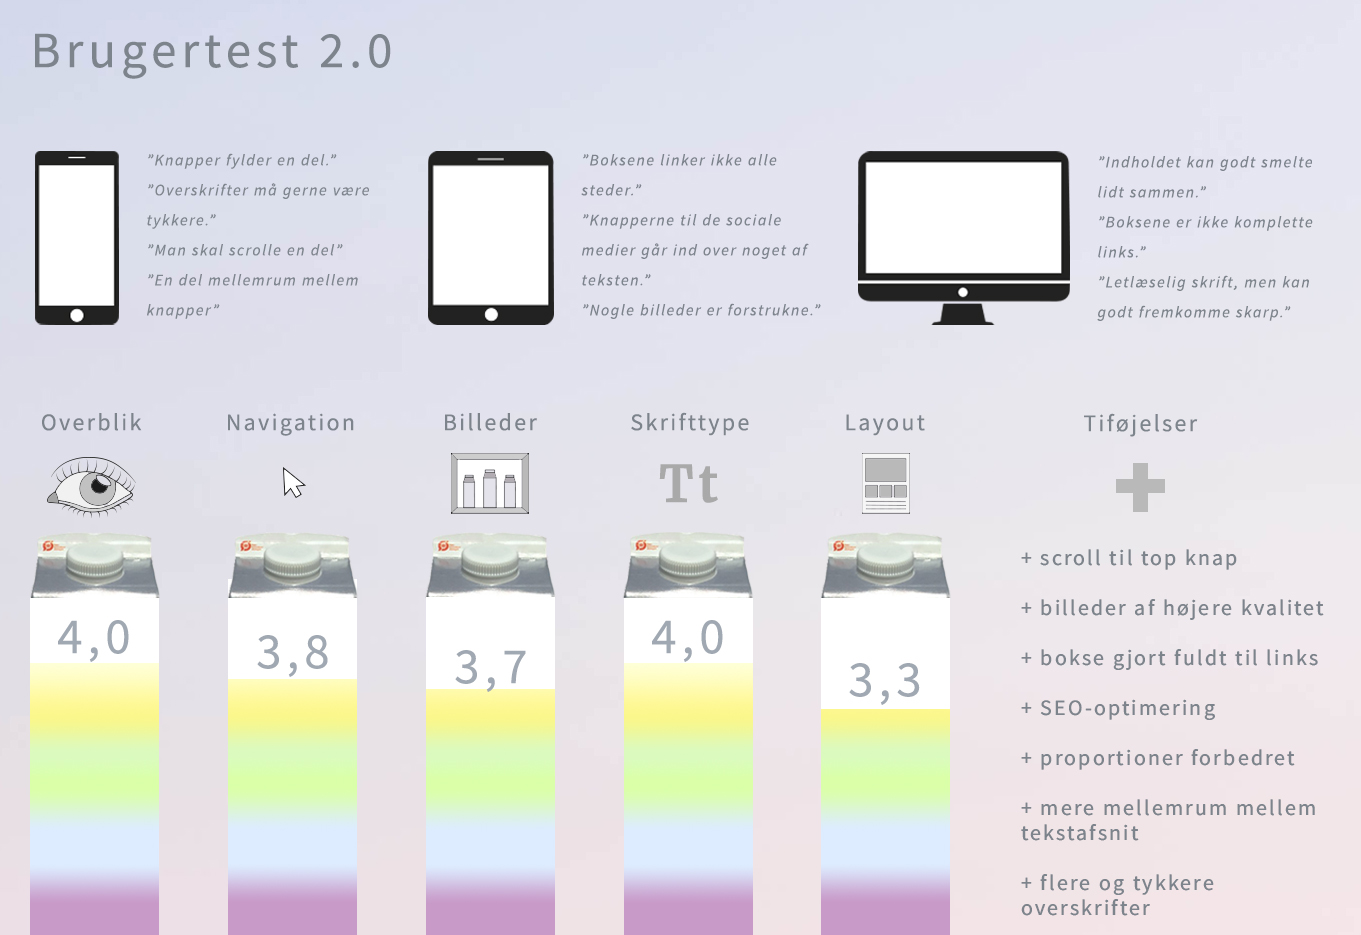 Brugertest 2.0
”Knapper fylder en del.”
”Overskrifter må gerne være
tykkere.”
”Man skal scrolle en del”
”En del mellemrum mellem
knapper”
”Boksene linker ikke alle
steder.”
”Knapperne til de sociale
medier går ind over noget af
teksten.”
”Nogle billeder er forstrukne.”
”Indholdet kan godt smelte
lidt sammen.”
”Boksene er ikke komplette
links.”
”Letlæselig skrift, men kan
godt fremkomme skarp.”
Overblik
Navigation
Billeder
Skrifttype
Layout
Tiføjelser
Tt
4,0
3,8
3,7
4,0
3,3
+ scroll til top knap
+ billeder af højere kvalitet
+ bokse gjort fuldt til links
+ SEO-optimering
+ proportioner forbedret
+ mere mellemrum mellem
tekstafsnit
+ flere og tykkere
overskrifter